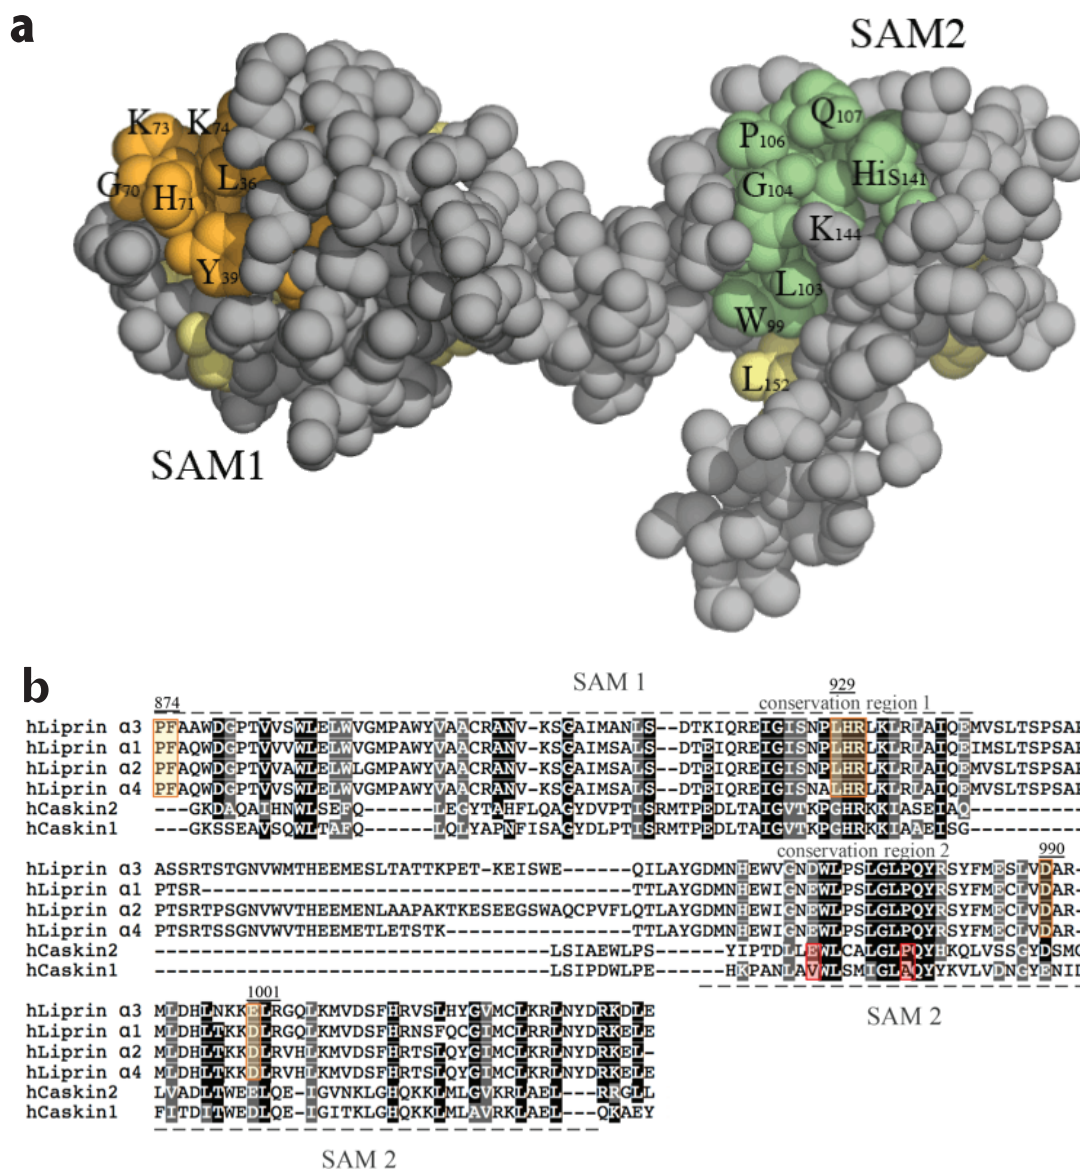 a
SAM2
K73 K74
Q107
P106
G70
L36
H71
G104
His141
K144
Y39
L103
W99
L152
SAM1
b
SAM 1
874
929
conservation region 1
hLiprin α3 PFAAWDGPTVVSWLELWVGMPAWYVAACRANV-KSGAIMANLS--DTKIQREIGISNPLHRLKLRLAIQEMVSLTSPSAP
hLiprin α1 PFAQWDGPTVVVWLELWVGMPAWYVAACRANV-KSGAIMSALS--DTEIQREIGISNPLHRLKLRLAIQEIMSLTSPSAP
hLiprin α2 PFAQWDGPTVVAWLELWLGMPAWYVAACRANV-KSGAIMSALS--DTEIQREIGISNPLHRLKLRLAIQEMVSLTSPSAP
hLiprin α4 PFAQWDGPTVVSWLELWVGMPAWYVAACRANV-KSGAIMSALS--DTEIQREIGISNALHRLKLRLAIQEMVSLTSPSAP
hCaskin2 ---GKDAQAIHNWLSEFQ------LEGYTAHFLQAGYDVPTISRMTPEDLTAIGVTKPGHRKKIASEIAQ----------
hCaskin1 ---GKSSEAVSQWLTAFQ------LQLYAPNFISAGYDLPTISRMTPEDLTAIGVTKPGHRKKIAAEISG----------
conservation region 2
990
hLiprin α3 ASSRTSTGNVWMTHEEMESLTATTKPET-KEISWE------QILAYGDMNHEWVGNDWLPSLGLPQYRSYFMESLVDAR-
hLiprin α1 PTSR------------------------------------TTLAYGDMNHEWIGNEWLPSLGLPQYRSYFMECLVDAR-
hLiprin α2 PTSRTPSGNVWVTHEEMENLAAPAKTKESEEGSWAQCPVFLQTLAYGDMNHEWIGNEWLPSLGLPQYRSYFMECLVDAR-
hLiprin α4 PTSRTSSGNVWVTHEEMETLETSTK----------------TTLAYGDMNHEWIGNEWLPSLGLPQYRSYFMECLVDAR-
hCaskin2 ------------------------LSIAEWLPS------YIPTDLLEWLCALGLPQYHKQLVSSGYDSMG
hCaskin1 ------------------------LSIPDWLPE------HKPANLAVWLSMIGLAQYYKVLVDNGYENID
SAM 2
1001
hLiprin α3 MLDHLNKKELRGQLKMVDSFHRVSLHYGVMCLKRLNYDRKDLE
hLiprin α1 MLDHLTKKDLRGQLKMVDSFHRNSFQCGIMCLRRLNYDRKELE
hLiprin α2 MLDHLTKKDLRVHLKMVDSFHRTSLQYGIMCLKRLNYDRKEL-
hLiprin α4 MLDHLTKKDLRVHLKMVDSFHRTSLQYGIMCLKRLNYDRKELE
hCaskin2 LVADLTWEELQE-IGVNKLGHQKKLMLGVKRLAEL---RRGLL
hCaskin1 FITDITWEDLQE-IGITKLGHQKKLMLAVRKLAEL---QKAEY
SAM 2